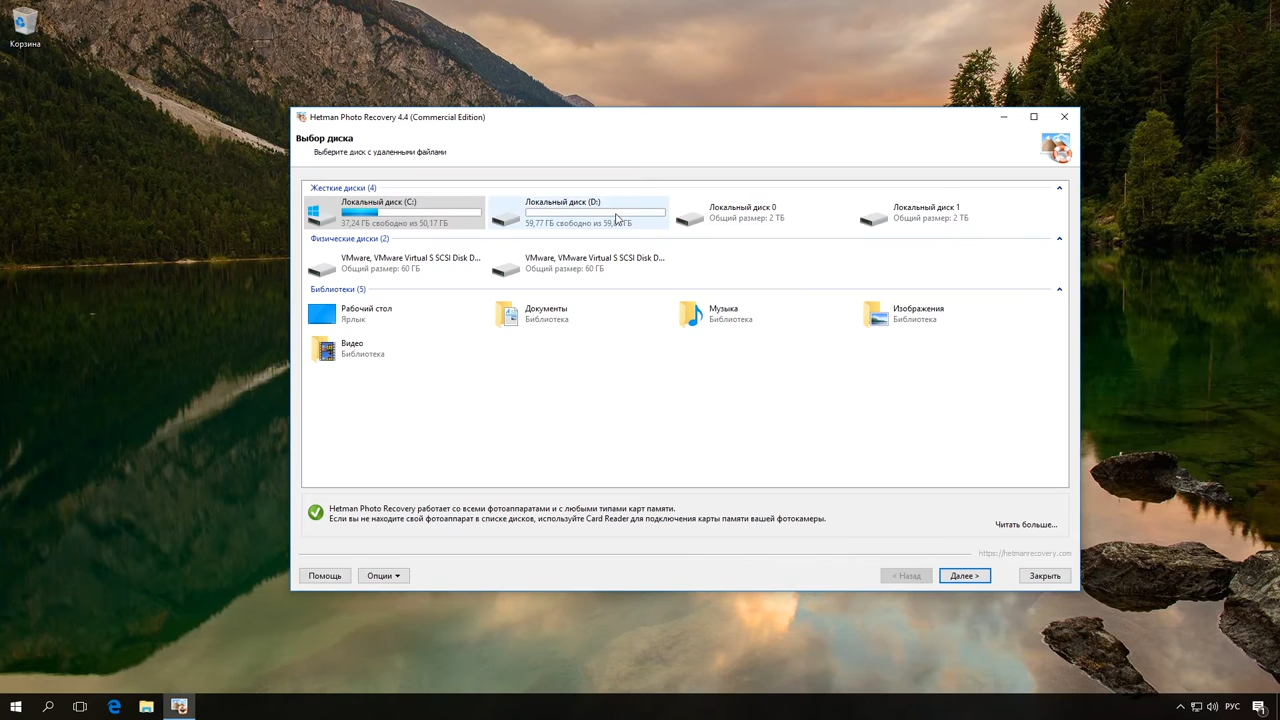 Корзина
Hetman Photo Recovery 4.4 (Commercial Edition)
Выбор диска
Выберите диск с удаленными файлами
Жесткие диски (4)
Локальный диск (C:)
37,24 ГБ свободно из 50,17 ГБ
Локальный диск (D:)
59,77 ГБ свободно из
Локальный диск 0
Общий размер: 2 ТБ
Локальный диск 1
Общий размер: 2 ТБ
Физические диски (2)
VMware, VMware Virtual S SCSI Disk D...
Общий размер: 60 ГБ
VMware, VMware Virtual S SCSI Disk D...
Общий размер: 60 ГБ
Библиотеки (5)
Рабочий стол
Ярлык
Документы
Библиотека
Музыка
Библиотека
Изображения
Библиотека
Видео
Библиотека
Hetman Photo Recovery работает со всеми фотоаппаратами и с любыми типами карт памяти.
Если вы не находите свой фотоаппарат в списке дисков, используйте Card Reader для подключения карты памяти вашей фотокамеры.
Читать больше...
https://hetmanrecovery.com
Помощь
Опции
< Назад
Далее >
Закрыть
РУС
1